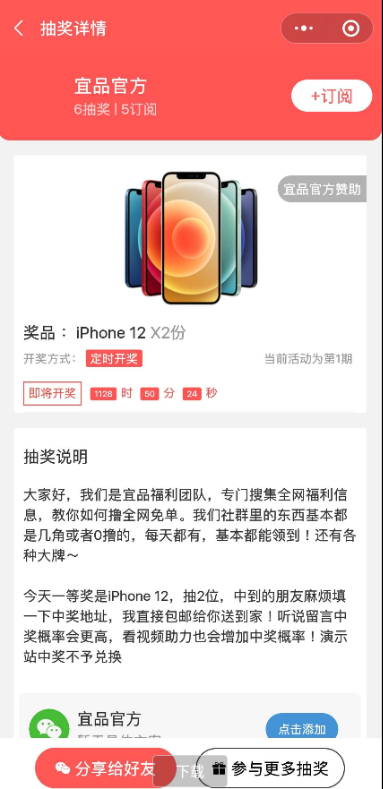 抽奖详情
宜品官方
6抽奖 | 5订阅
+订阅
宜品官方赞助
奖品： iPhone 12 X2份
开奖方式： 定时开奖 当前活动为第1期
即将开奖 1128 时 50 分 24 秒
抽奖说明
大家好，我们是宜品福利团队，专门搜集全网福利信
息，教你如何撸全网免单。我们社群里的东西基本都
是几角或者0撸的，每天都有，基本都能领到！还有各
种大牌～
今天一等奖是iPhone 12，抽2位，中到的朋友麻烦填
一下中奖地址，我直接包邮给你送到家！听说留言中
奖概率会更高，看视频助力也会增加中奖概率！演示
站中奖不予兑换
宜品官方
点击添加
分享给好友 下载 参与更多抽奖